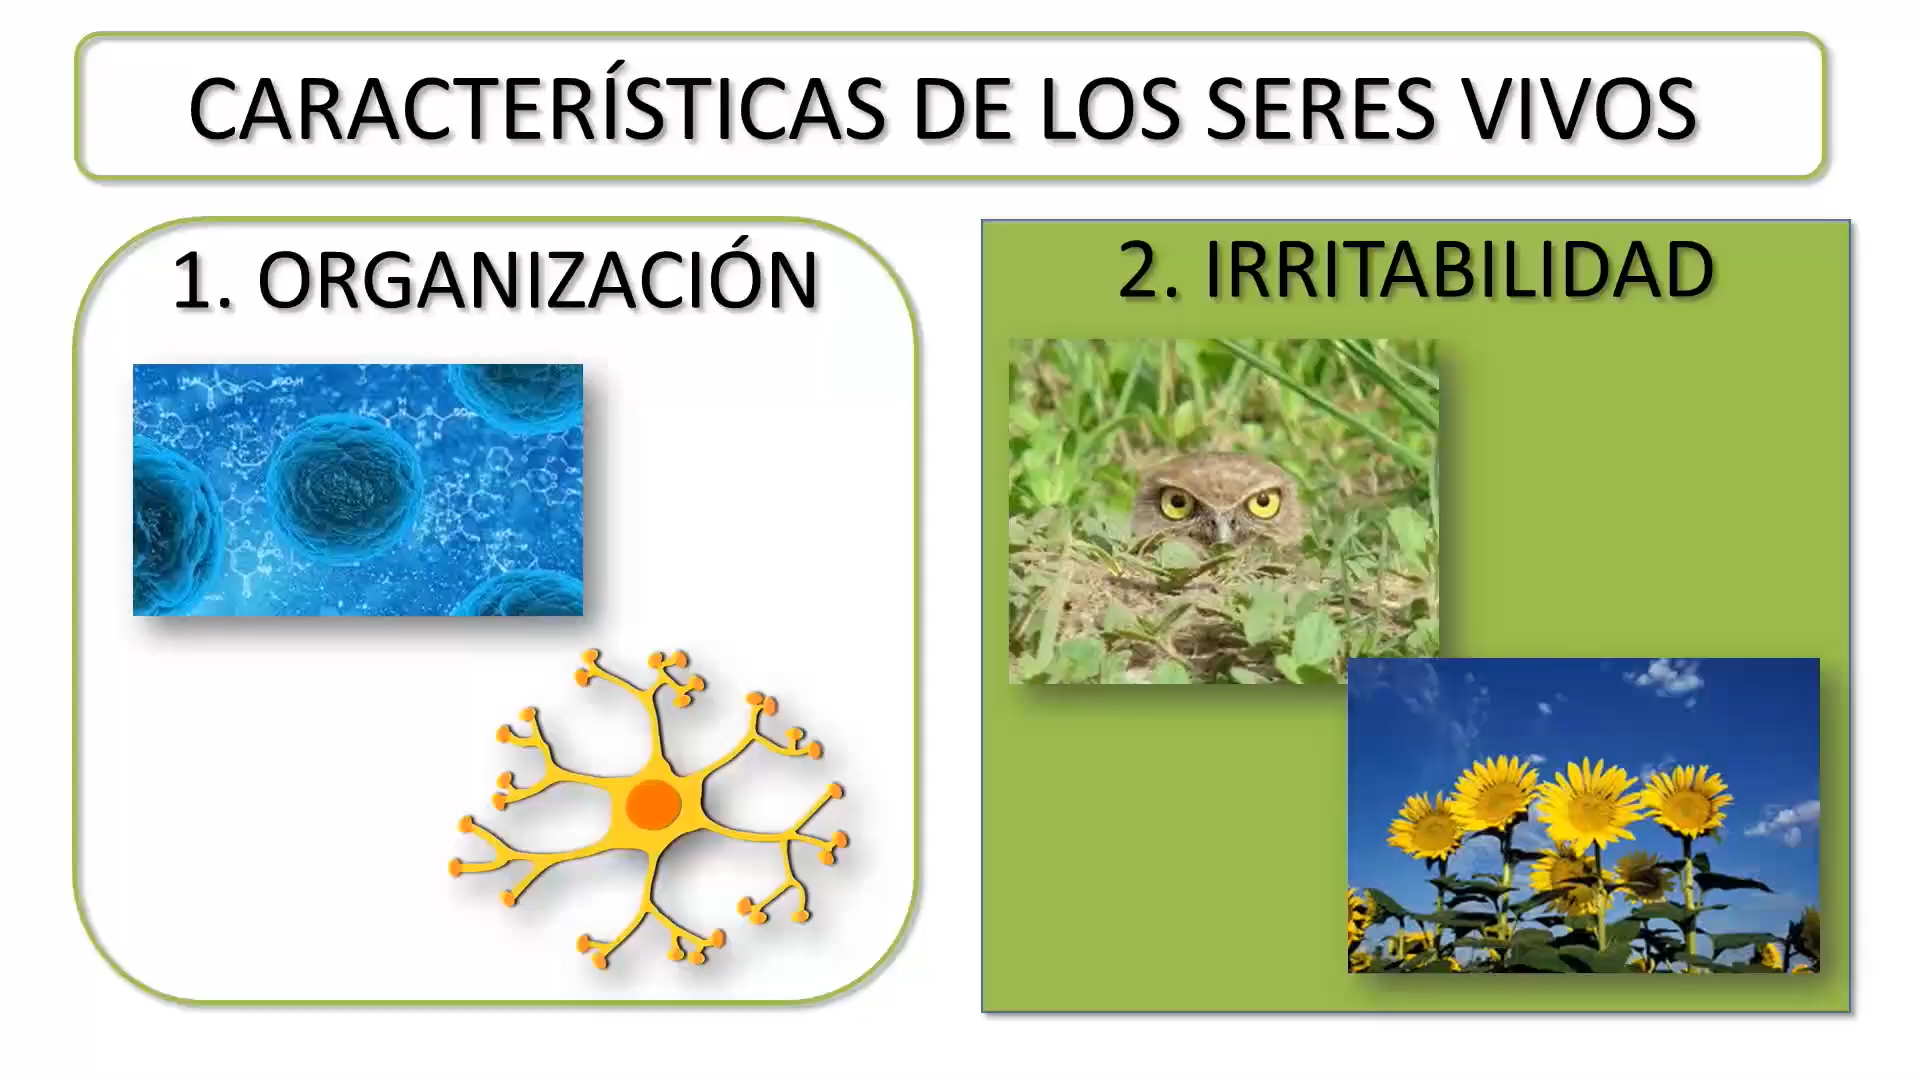 CARACTERÍSTICAS DE LOS SERES VIVOS
1. ORGANIZACIÓN
2. IRRITABILIDAD